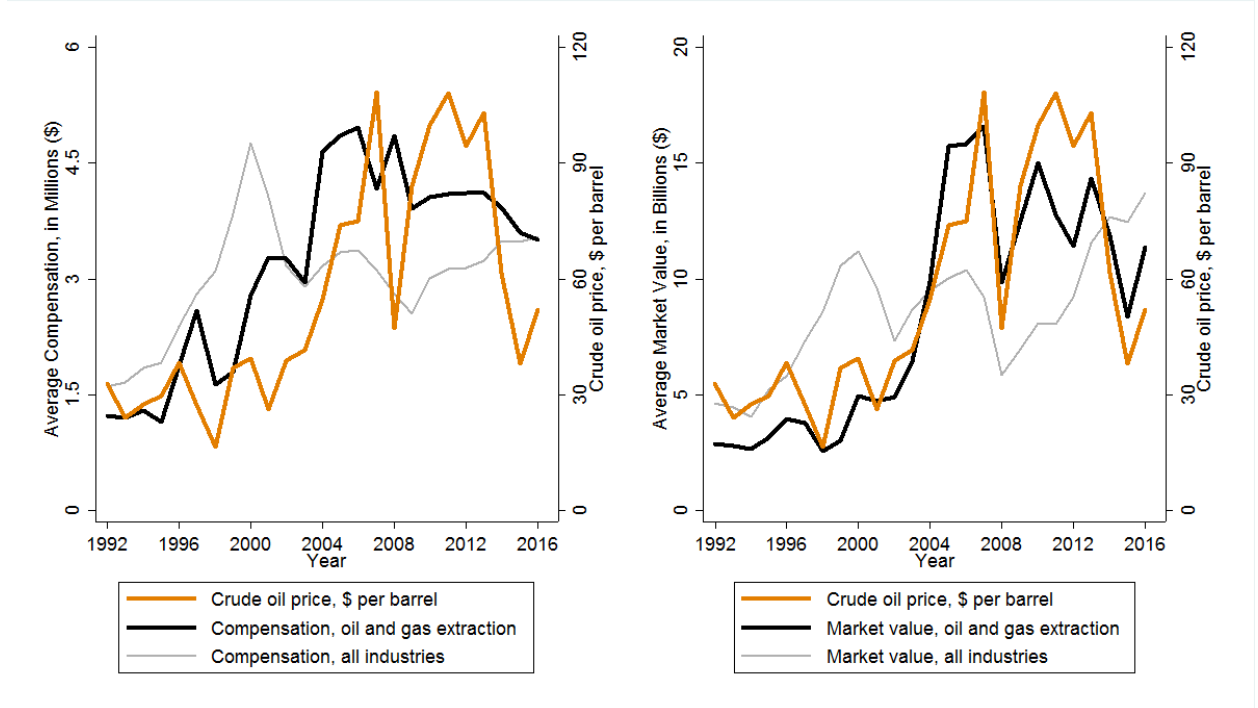 Average Compensation, in Millions ($)
6
4.5
3
1.5
0
120
90
60
30
0
Crude oil price, $ per barrel
1992 1996 2000 2004 2008 2012 2016
Year
Crude oil price, $ per barrel
Compensation, oil and gas extraction
Compensation, all industries
Average Market Value, in Billions ($)
20
15
10
5
0
120
90
60
30
0
Crude oil price, $ per barrel
1992 1996 2000 2004 2008 2012 2016
Year
Crude oil price, $ per barrel
Market value, oil and gas extraction
Market value, all industries